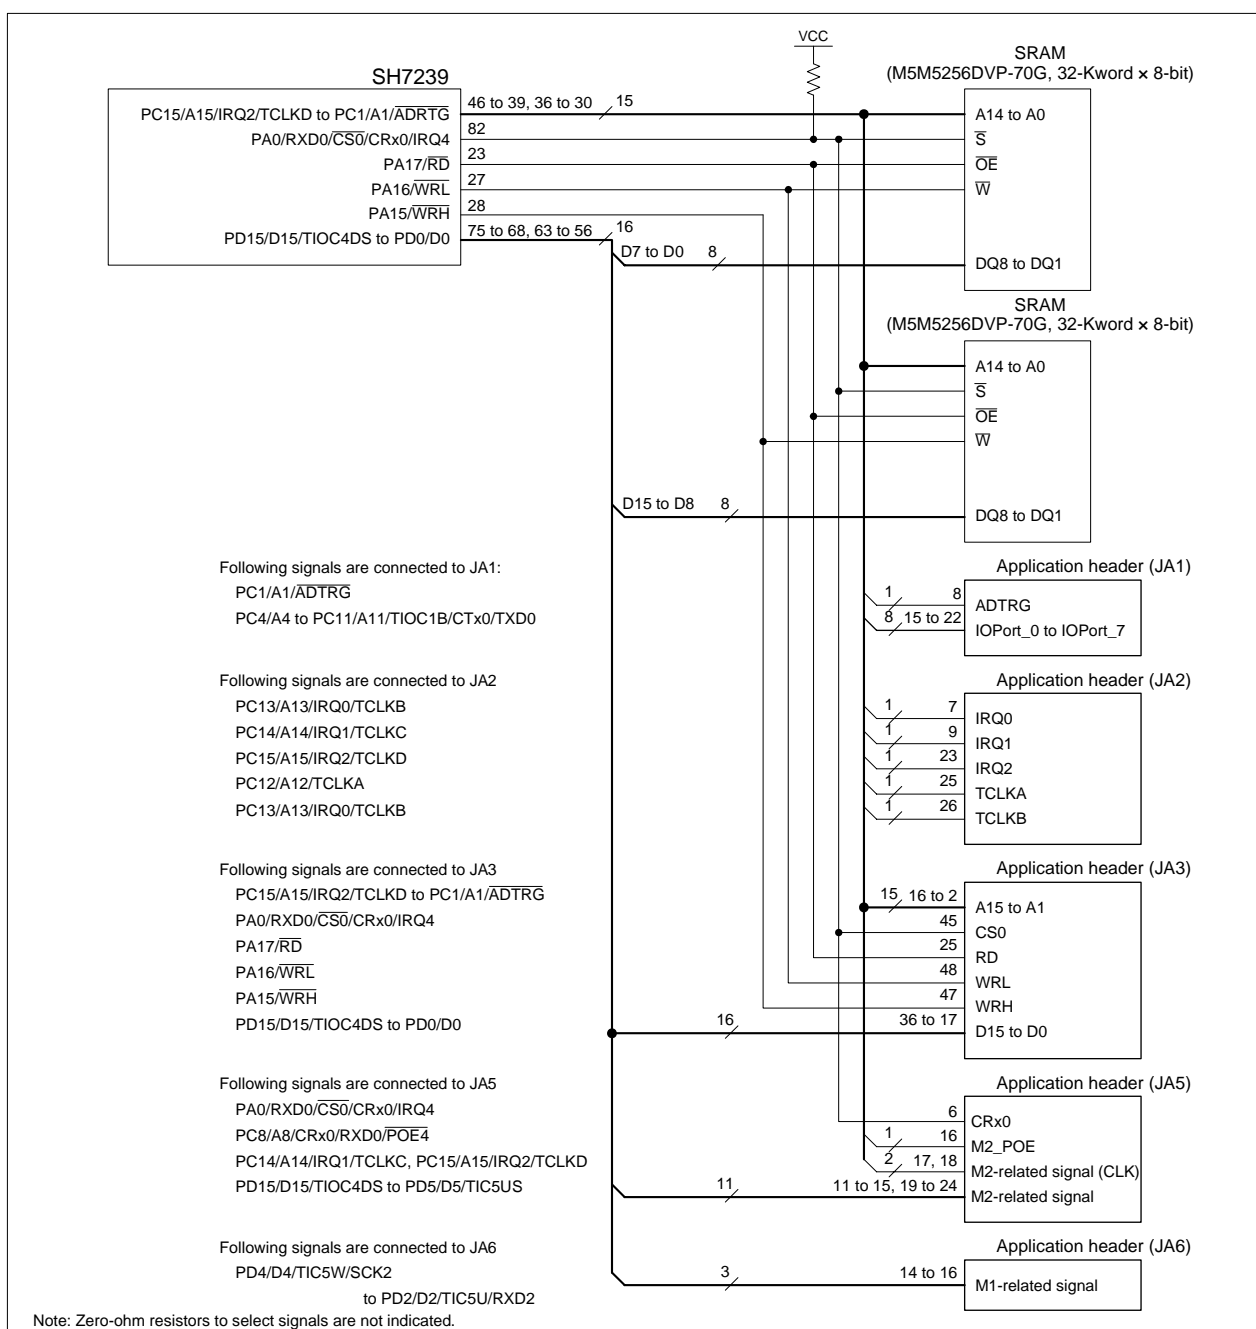 VCC
SRAM
(M5M5256DVP-70G, 32-Kword × 8-bit)
SH7239
PC15/A15/IRQ2/TCLKD to PC1/A1/ADRTG
46 to 39, 36 to 30
15
A14 to A0
PA0/RXD0/CS0/CRx0/IRQ4
82
S
PA17/RD
23
OE
PA16/WRL
27
W
PA15/WRH
28
PD15/D15/TIOC4DS to PD0/D0
75 to 68, 63 to 56
16
D7 to D0
8
DQ8 to DQ1
SRAM
(M5M5256DVP-70G, 32-Kword × 8-bit)
A14 to A0
S
OE
W
D15 to D8
8
DQ8 to DQ1
Following signals are connected to JA1:
PC1/A1/ADTRG
PC4/A4 to PC11/A11/TIOC1B/CTx0/TXD0
Application header (JA1)
1
8
ADTRG
8
15 to 22
IOPort_0 to IOPort_7
Following signals are connected to JA2
PC13/A13/IRQ0/TCLKB
PC14/A14/IRQ1/TCLKC
PC15/A15/IRQ2/TCLKD
PC12/A12/TCLKA
PC13/A13/IRQ0/TCLKB
Application header (JA2)
1
7
IRQ0
1
9
IRQ1
1
23
IRQ2
1
25
TCLKA
1
26
TCLKB
Following signals are connected to JA3
PC15/A15/IRQ2/TCLKD to PC1/A1/ADTRG
PA0/RXD0/CS0/CRx0/IRQ4
PA17/RD
PA16/WRL
PA15/WRH
PD15/D15/TIOC4DS to PD0/D0
Application header (JA3)
15
16 to 2
A15 to A1
45
CS0
25
RD
48
WRL
47
WRH
16
36 to 17
D15 to D0
Following signals are connected to JA5
PA0/RXD0/CS0/CRx0/IRQ4
PC8/A8/CRx0/RXD0/POE4
PC14/A14/IRQ1/TCLKC, PC15/A15/IRQ2/TCLKD
PD15/D15/TIOC4DS to PD5/D5/TIC5US
Application header (JA5)
6
CRx0
1
16
M2_POE
2
17, 18
M2-related signal (CLK)
11
11 to 15, 19 to 24
M2-related signal
Following signals are connected to JA6
PD4/D4/TIC5W/SCK2
to PD2/D2/TIC5U/RXD2
Application header (JA6)
3
14 to 16
M1-related signal
Note: Zero-ohm resistors to select signals are not indicated.